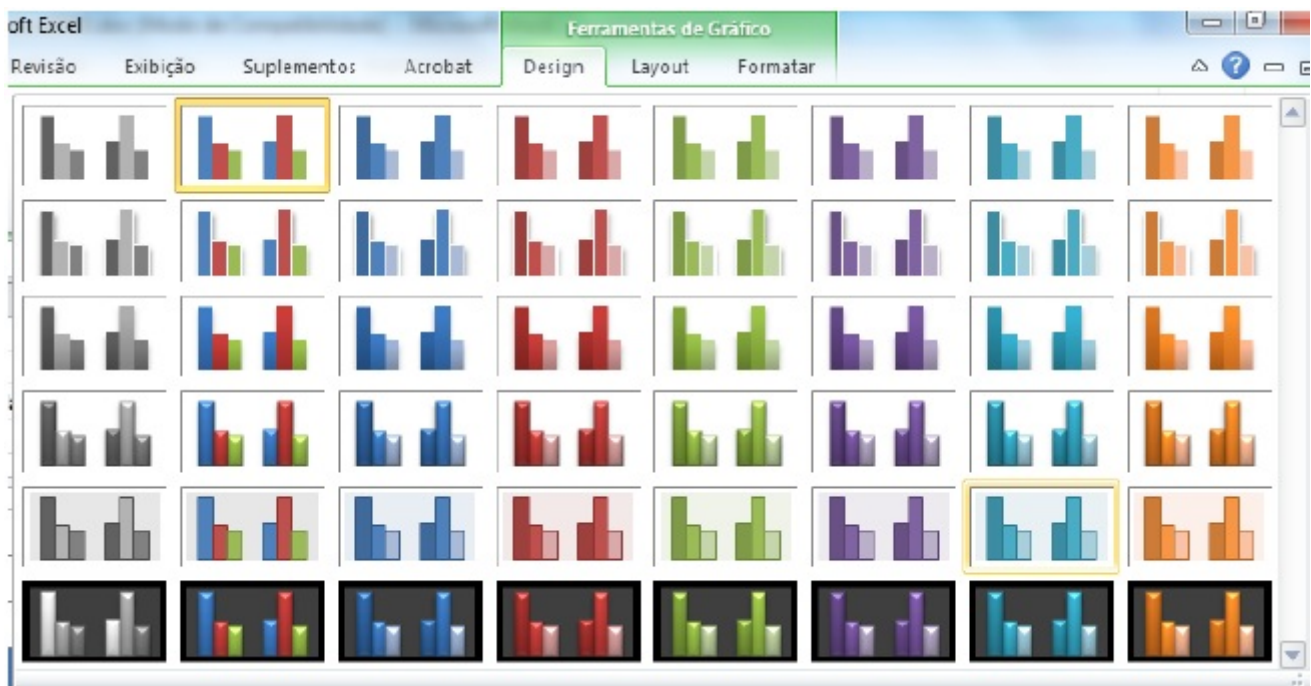 oft Excel
Ferramentas de Gráfico
Revisão Exibição Suplementos Acrobat Design Layout Formatar